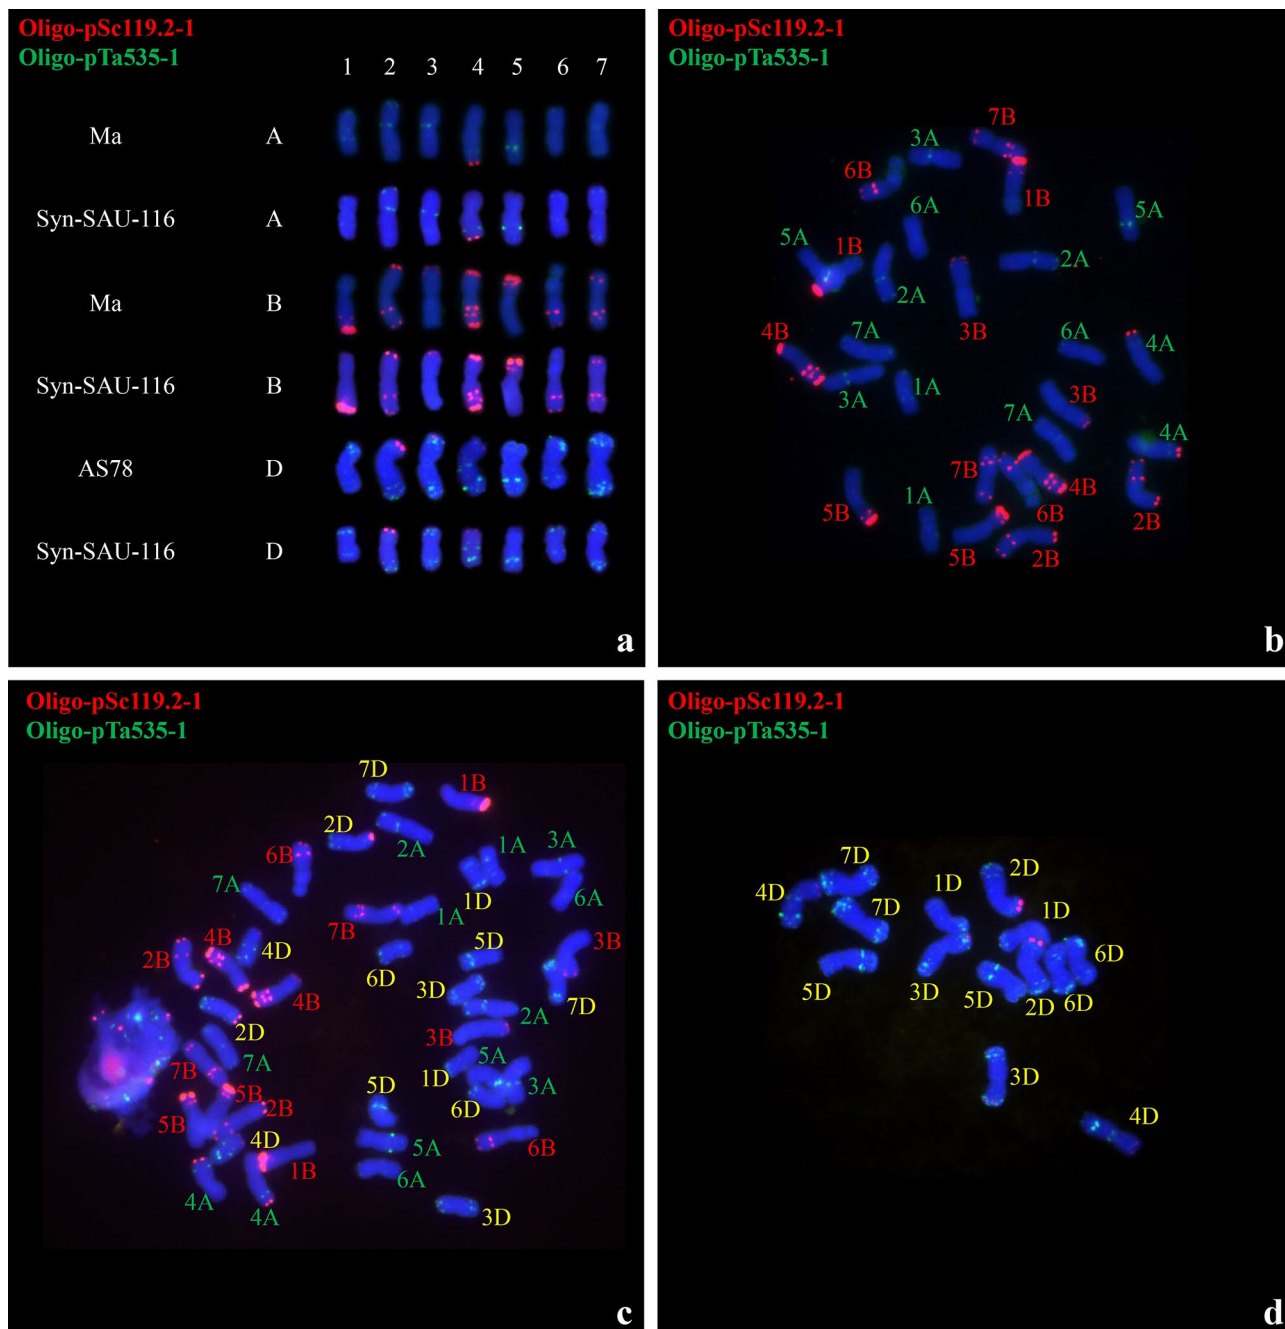 Oligo-pSc119.2-1
Oligo-pTa535-1
1 2 3 4 5 6 7
Ma A
Syn-SAU-116 A
Ma B
Syn-SAU-116 B
AS78 D
Syn-SAU-116 D
a
Oligo-pSc119.2-1
Oligo-pTa535-1
7B
3A
6B
1B
6A
5A
5A 1B
2A
2A
3B
4B 7A 6A 4A
3A 1A
3B
7A
4A
7B
4B
5B 1A 6B 2B
5B 2B
b
Oligo-pSc119.2-1
Oligo-pTa535-1
7D 1B
2D
2A
6B 1A 3A
7A
1D 6A
7B 1A
4B 4D 3B
2B 6D 5D
4B
3D 7D
2D 2A
3B
7A 5A
7B 1D
5B 5D 3A
2B 6D
5B 4D
1B 5A 6B
4A 6A
4A 3D
c
Oligo-pSc119.2-1
Oligo-pTa535-1
7D 2D
4D 1D
7D 1D
6D
5D 3D 5D 2D 6D
3D
4D
d